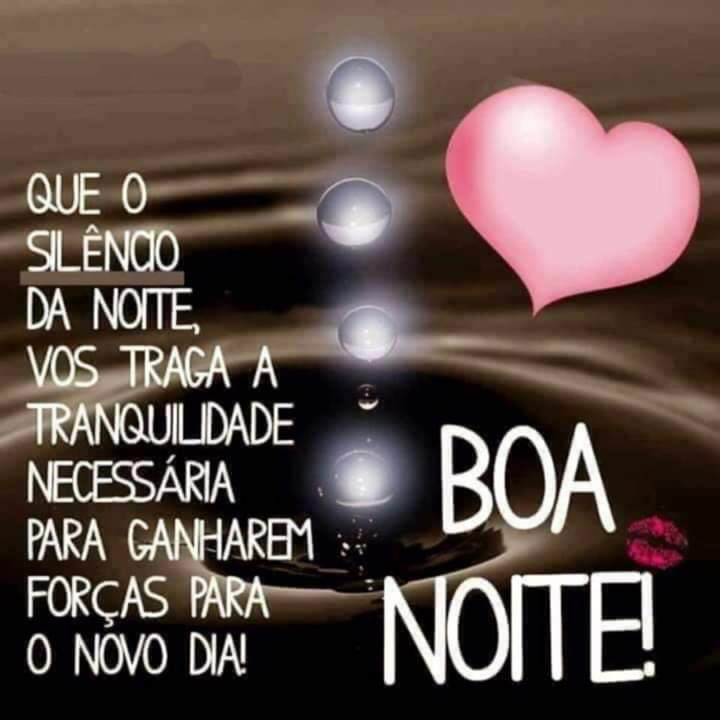 QUE O
SILÊNCIO
DA NOITE,
VOS TRAGA A
TRANQUILIDADE
NECESSÁRIA
PARA GANHAREM
FORÇAS PARA
O NOVO DIA!
BOA
NOITE!